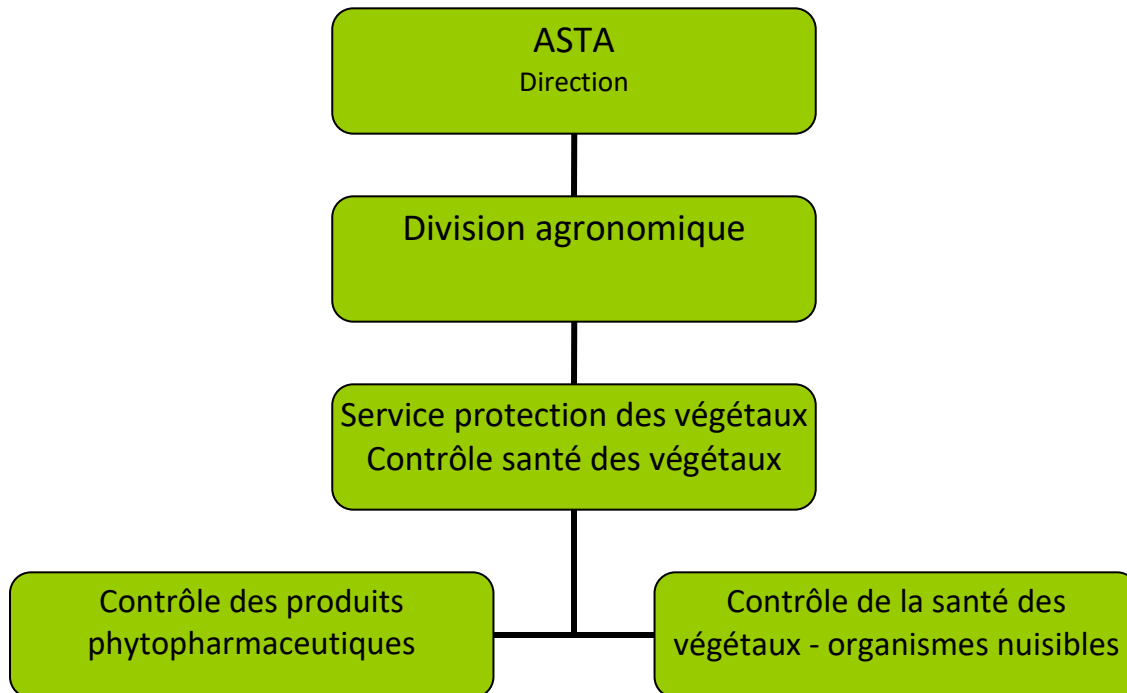 ASTA
Direction
Division agronomique
Service protection des végétaux
Contrôle santé des végétaux
Contrôle des produits
phytopharmaceutiques
Contrôle de la santé des
végétaux - organismes nuisibles